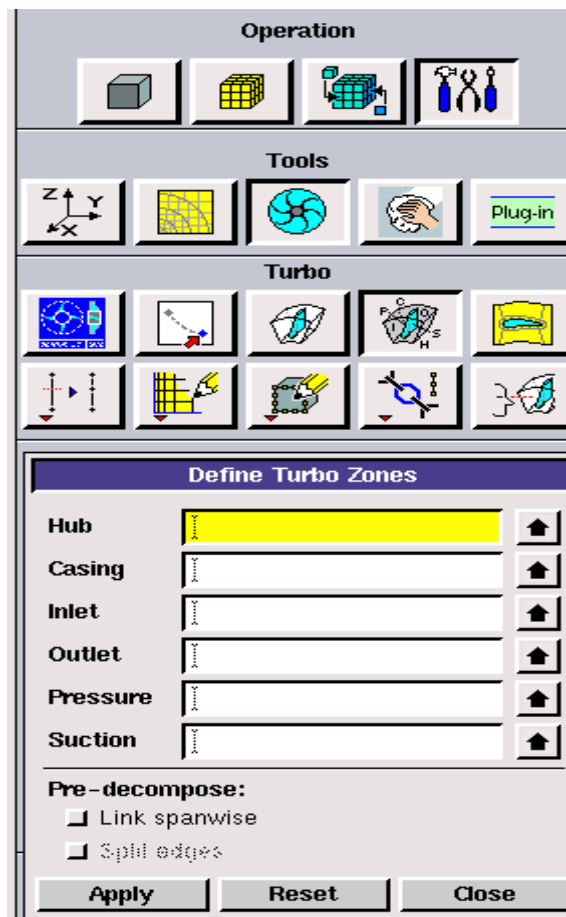 Operation
Tools
Z Y X
Plug-in
Turbo
P C O I S H
Define Turbo Zones
Hub
Casing
Inlet
Outlet
Pressure
Suction
Pre-decompose:
Link spanwise
Split edges
Apply Reset Close